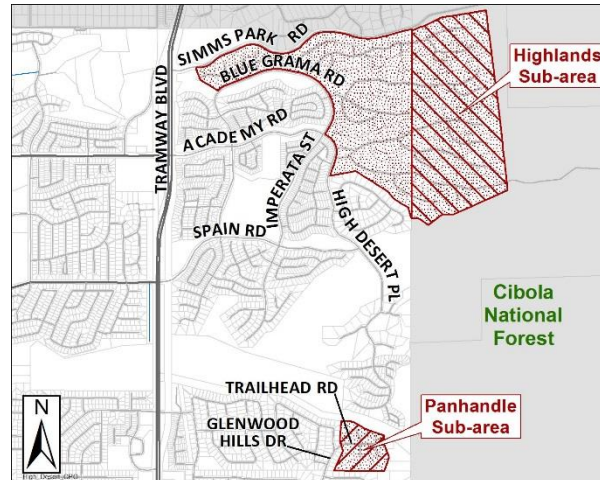 SIMMS PARK RD
BLUE GRAMA RD
Highlands
Sub-area
TRAMWAY BLVD
ACADEMY RD
IMPERATA ST
SPAIN RD
HIGH DESERT PL
Cibola
National
Forest
TRAILHEAD RD
Panhandle
Sub-area
GLENWOOD
HILLS DR
N
High_Desert_CPO